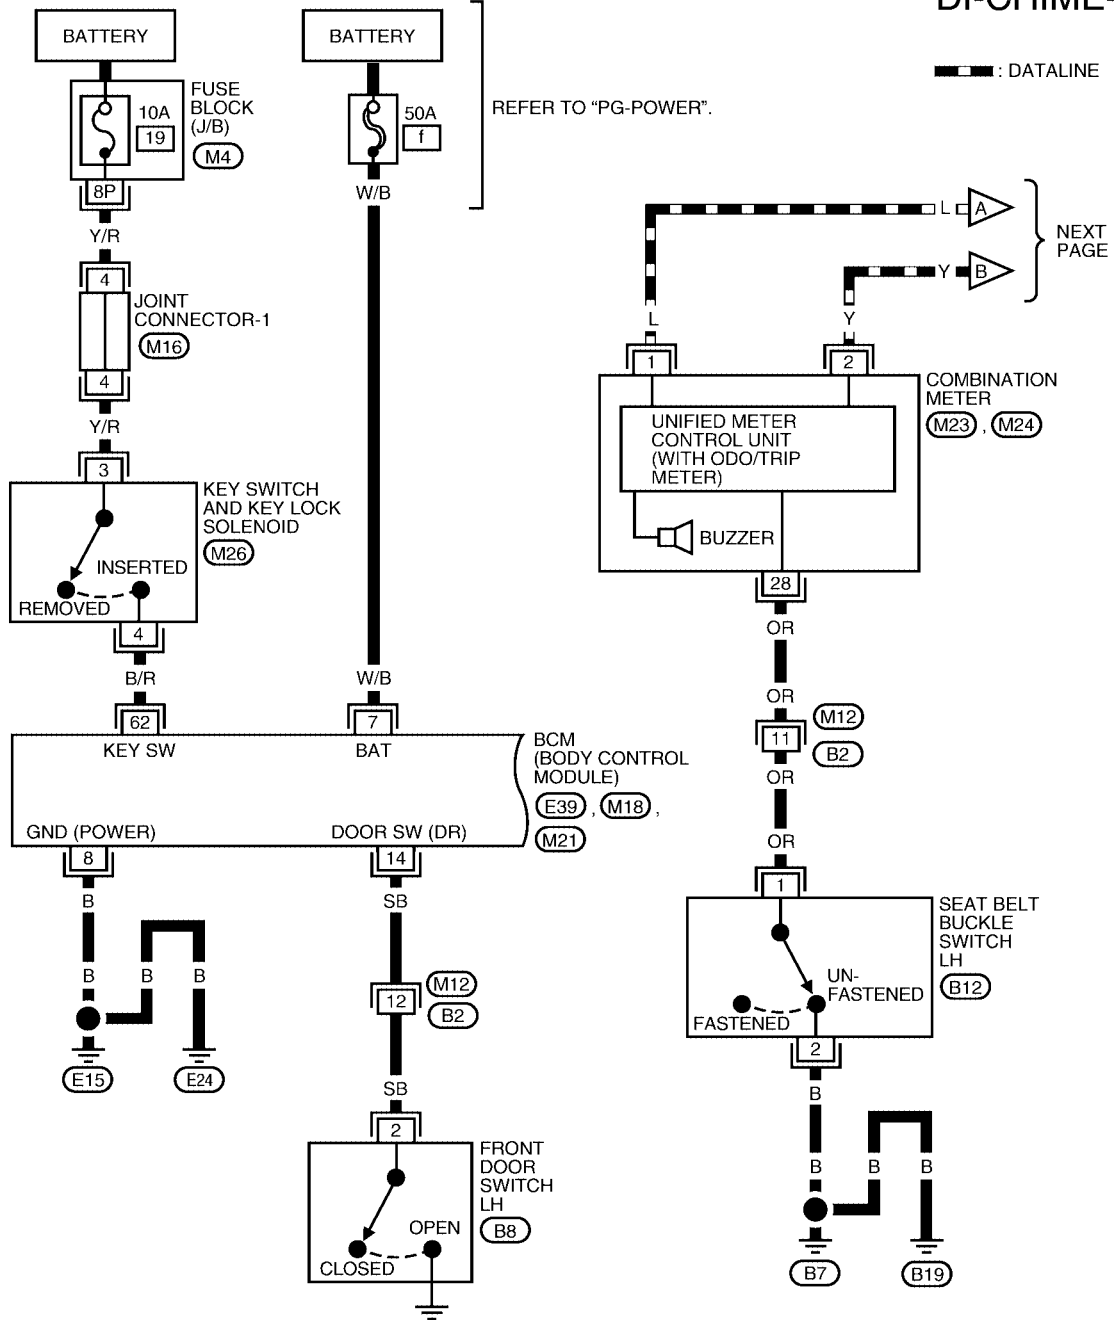 DI-CHIME-
BATTERY
BATTERY
: DATALINE
FUSE
BLOCK
(J/B)
M4
10A
19
50A
f
REFER TO “PG-POWER”.
8P
W/B
Y/R
4
JOINT
CONNECTOR-1
M16
4
Y/R
3
KEY SWITCH
AND KEY LOCK
SOLENOID
M26
INSERTED
REMOVED
4
B/R
W/B
62
7
KEY SW
BAT
BCM
(BODY CONTROL
MODULE)
E39 , M18 ,
M21
GND (POWER)
DOOR SW (DR)
8
14
B
SB
B
B
B
E15
E24
12
M12
B2
SB
2
FRONT
DOOR
SWITCH
LH
B8
OPEN
CLOSED
L
A
Y
B
NEXT
PAGE
L
Y
1
2
COMBINATION
METER
M23 , M24
UNIFIED METER
CONTROL UNIT
(WITH ODO/TRIP
METER)
BUZZER
28
OR
OR
11
M12
B2
OR
OR
1
SEAT BELT
BUCKLE
SWITCH
LH
B12
UN-
FASTENED
FASTENED
2
B
B
B
B
B7
B19